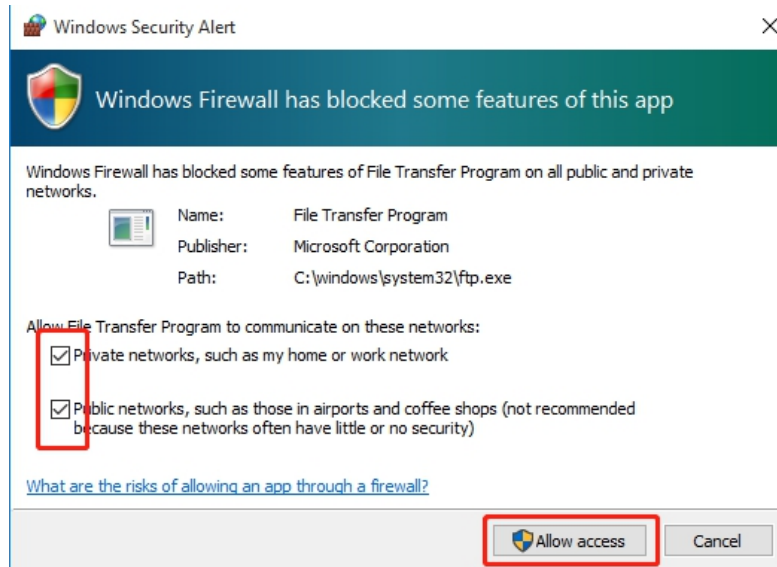 Windows Security Alert
Windows Firewall has blocked some features of this app
Windows Firewall has blocked some features of File Transfer Program on all public and private
networks.
Name: File Transfer Program
Publisher: Microsoft Corporation
Path: C:\windows\system32\ftp.exe
Allow File Transfer Program to communicate on these networks:
Private networks, such as my home or work network
Public networks, such as those in airports and coffee shops (not recommended
because these networks often have little or no security)
What are the risks of allowing an app through a firewall?
Allow access Cancel